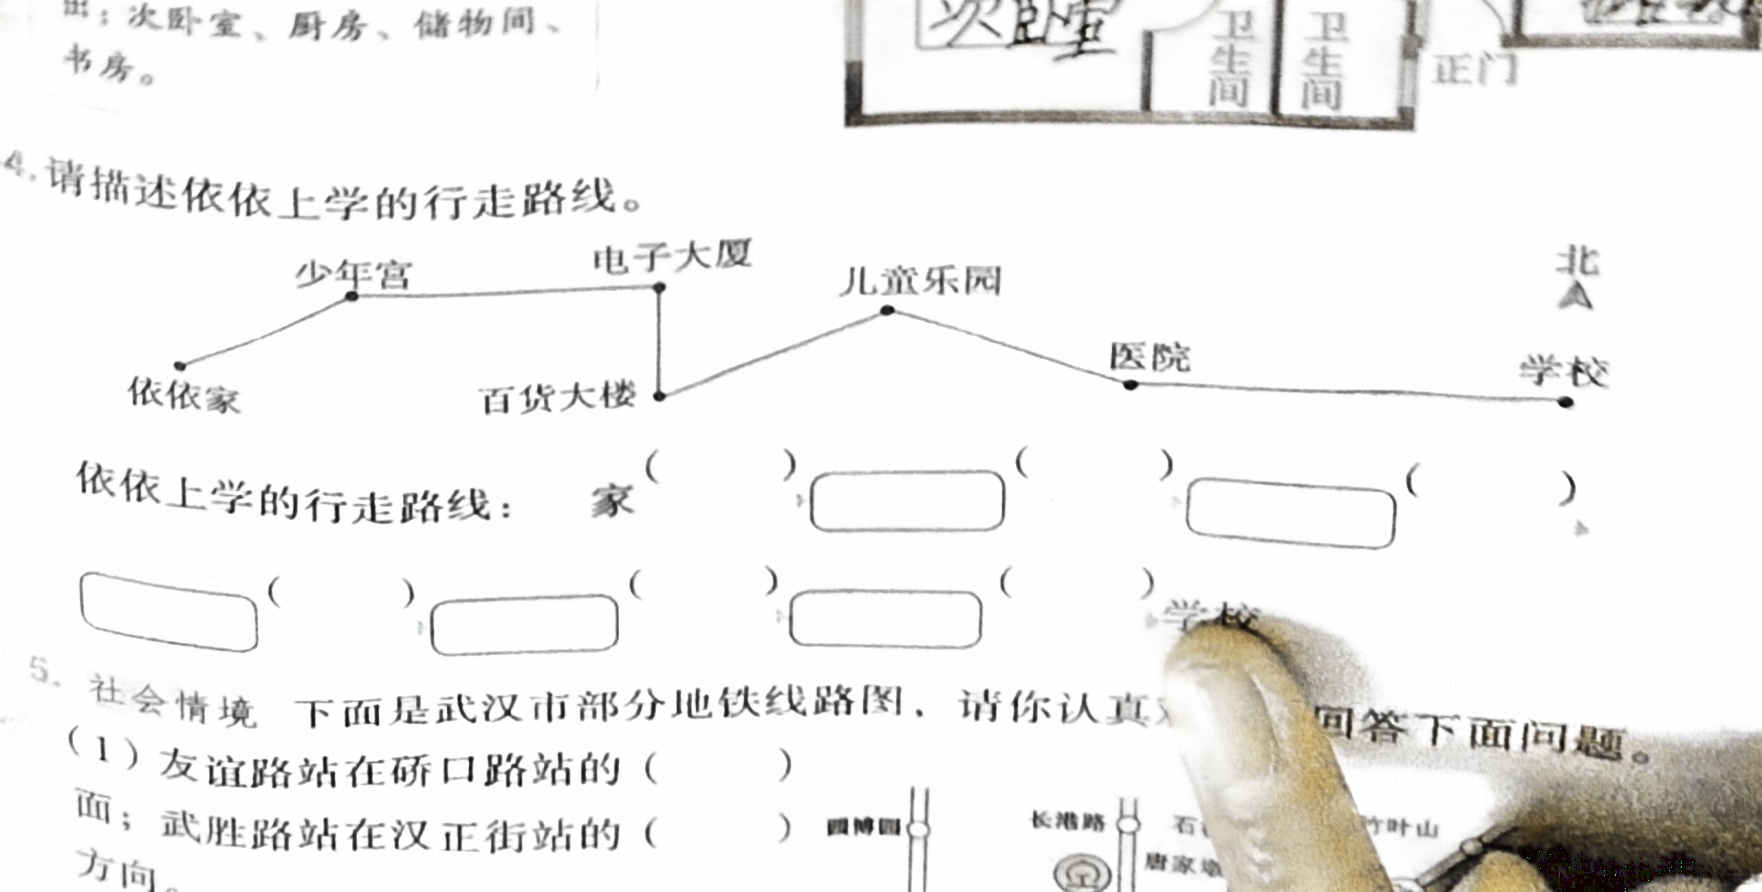 出；次卧室、厨房、储物间、
书房。
次卧室
卫生间
卫生间
正门
4.请描述依依上学的行走路线。
少年宫
电子大厦
儿童乐园
北
依依家
百货大楼
医院
学校
依依上学的行走路线： 家 ( ) ( ) ( )
( ) ( ) ( ) 学校
5. 社会情境 下面是武汉市部分地铁线路图，请你认真 回答下面问题。
(1)友谊路站在硚口路站的( )
面；武胜路站在汉正街站的( )
方向。
园博园
长港路
石
竹叶山
唐家墩